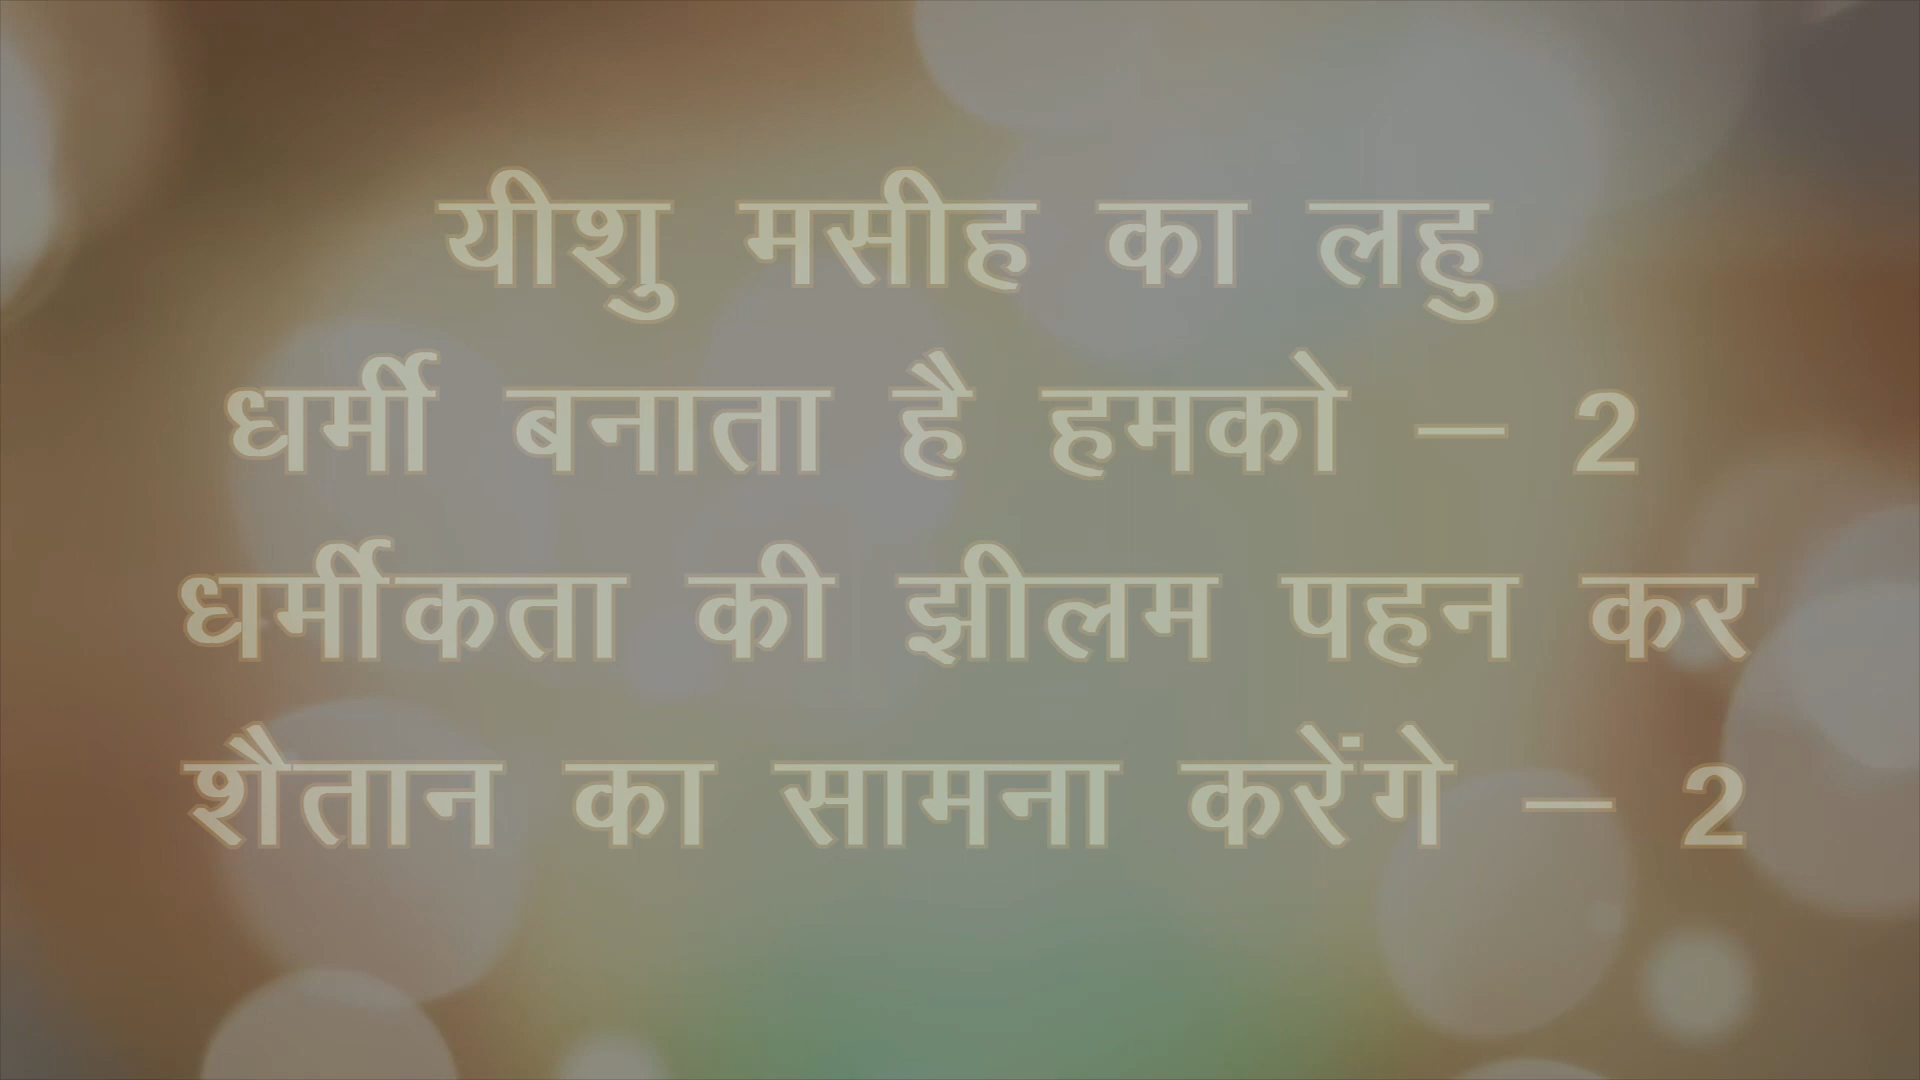 यीशु मसीह का लहु
धर्मी बनाता है हमको – 2
धर्मीकता की झीलम पहन कर
शैतान का सामना करेंगे – 2